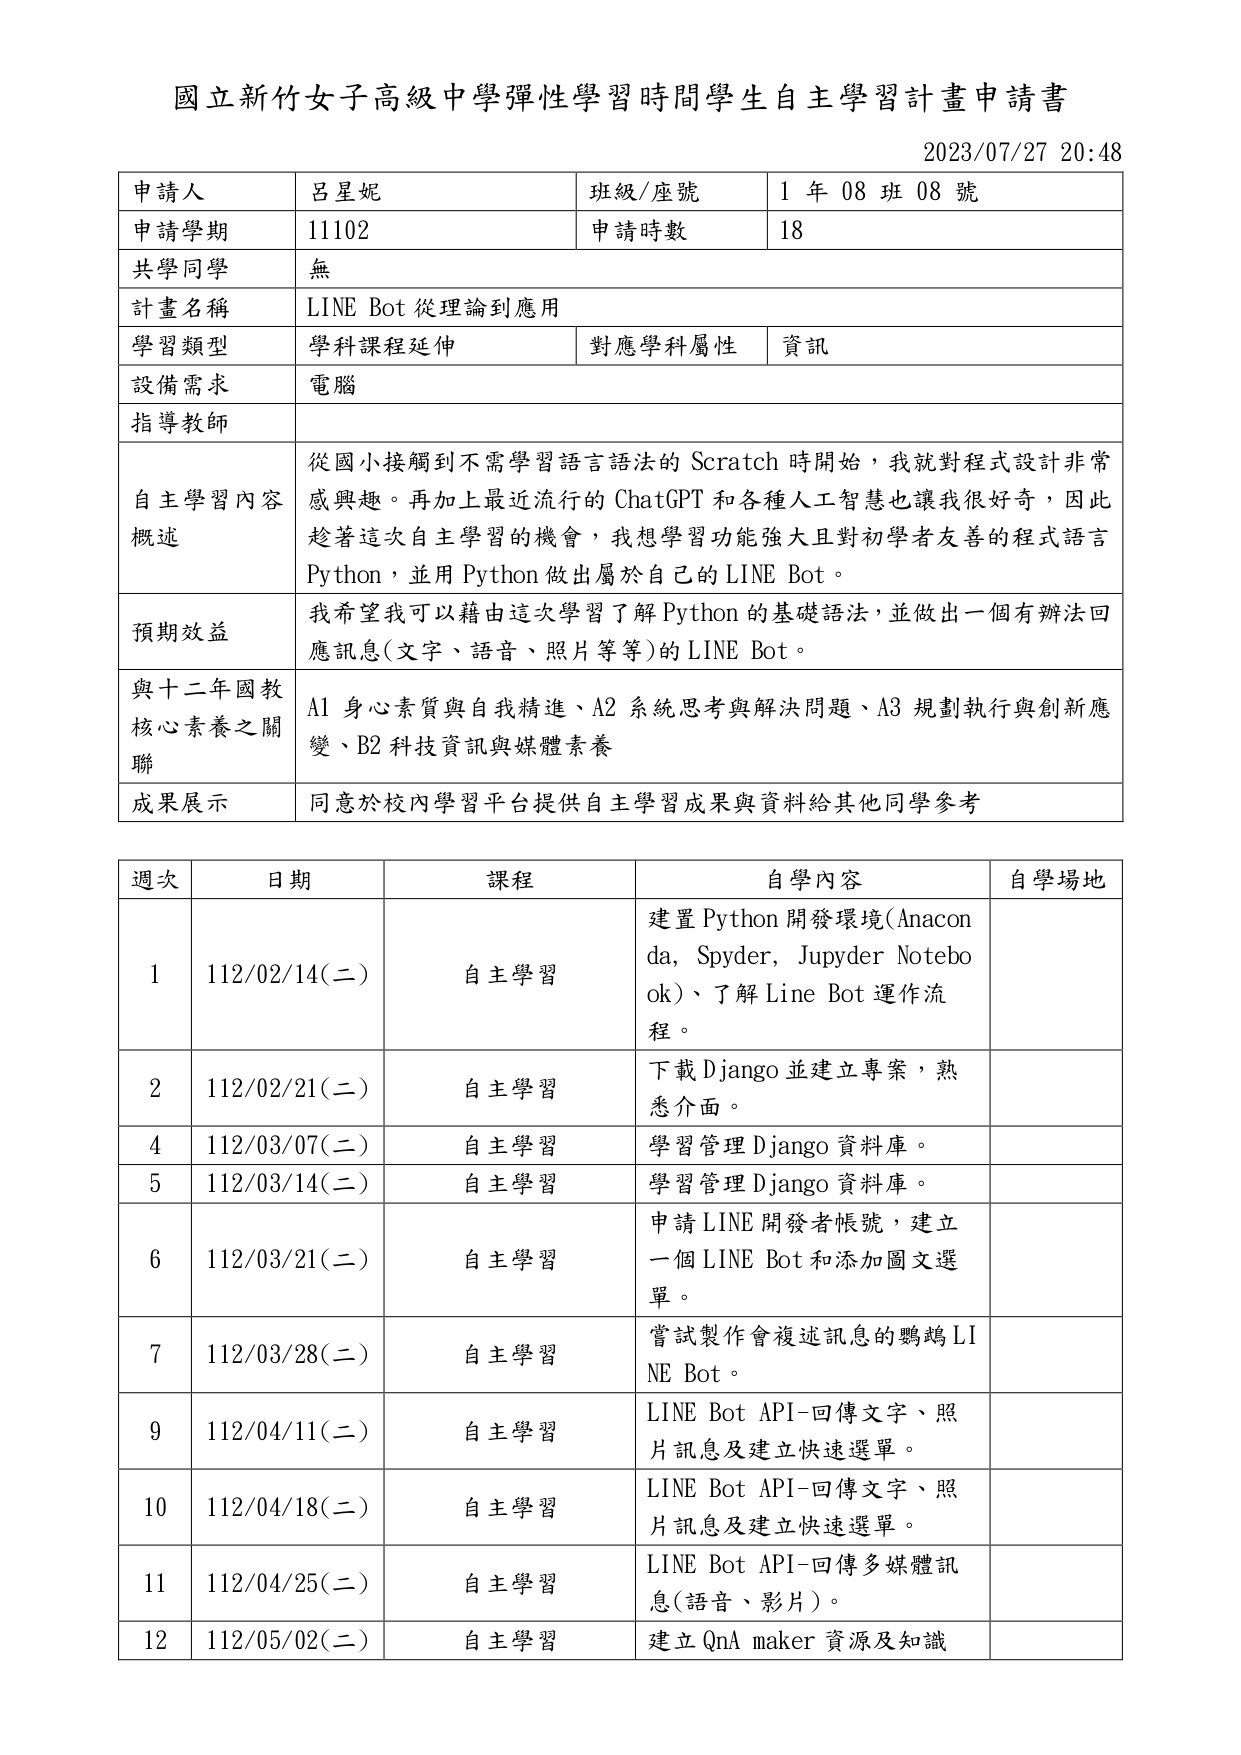 國立新竹女子高級中學彈性學習時間學生自主學習計畫申請書
2023/07/27 20:48
申請人 呂星妮 班級/座號 1 年 08 班 08 號
申請學期 11102 申請時數 18
共學同學 無
計畫名稱 LINE Bot 從理論到應用
學習類型 學科課程延伸 對應學科屬性 資訊
設備需求 電腦
指導教師
自主學習內容
概述
從國小接觸到不需學習語言語法的 Scratch 時開始，我就對程式設計非常
感興趣。再加上最近流行的 ChatGPT 和各種人工智慧也讓我很好奇，因此
趁著這次自主學習的機會，我想學習功能強大且對初學者友善的程式語言
Python，並用 Python 做出屬於自己的 LINE Bot。
預期效益
我希望我可以藉由這次學習了解 Python 的基礎語法，並做出一個有辦法回
應訊息(文字、語音、照片等等)的 LINE Bot。
與十二年國教
核心素養之關
聯
A1 身心素質與自我精進、A2 系統思考與解決問題、A3 規劃執行與創新應
變、B2 科技資訊與媒體素養
成果展示 同意於校內學習平台提供自主學習成果與資料給其他同學參考
週次 日期 課程 自學內容 自學場地
1 112/02/14(二) 自主學習
建置 Python 開發環境(Anacon
da, Spyder, Jupyder Notebo
ok)、了解 Line Bot 運作流
程。
2 112/02/21(二) 自主學習
下載 Django 並建立專案，熟
悉介面。
4 112/03/07(二) 自主學習 學習管理 Django 資料庫。
5 112/03/14(二) 自主學習 學習管理 Django 資料庫。
6 112/03/21(二) 自主學習
申請 LINE 開發者帳號，建立
一個 LINE Bot 和添加圖文選
單。
7 112/03/28(二) 自主學習
嘗試製作會複述訊息的鸚鵡 LI
NE Bot。
9 112/04/11(二) 自主學習
LINE Bot API-回傳文字、照
片訊息及建立快速選單。
10 112/04/18(二) 自主學習
LINE Bot API-回傳文字、照
片訊息及建立快速選單。
11 112/04/25(二) 自主學習
LINE Bot API-回傳多媒體訊
息(語音、影片)。
12 112/05/02(二) 自主學習 建立 QnA maker 資源及知識